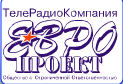 ТелеРадиоКомпания
ЕВРО
ПРОЕКТ
Общество с Ограниченной Ответственностью